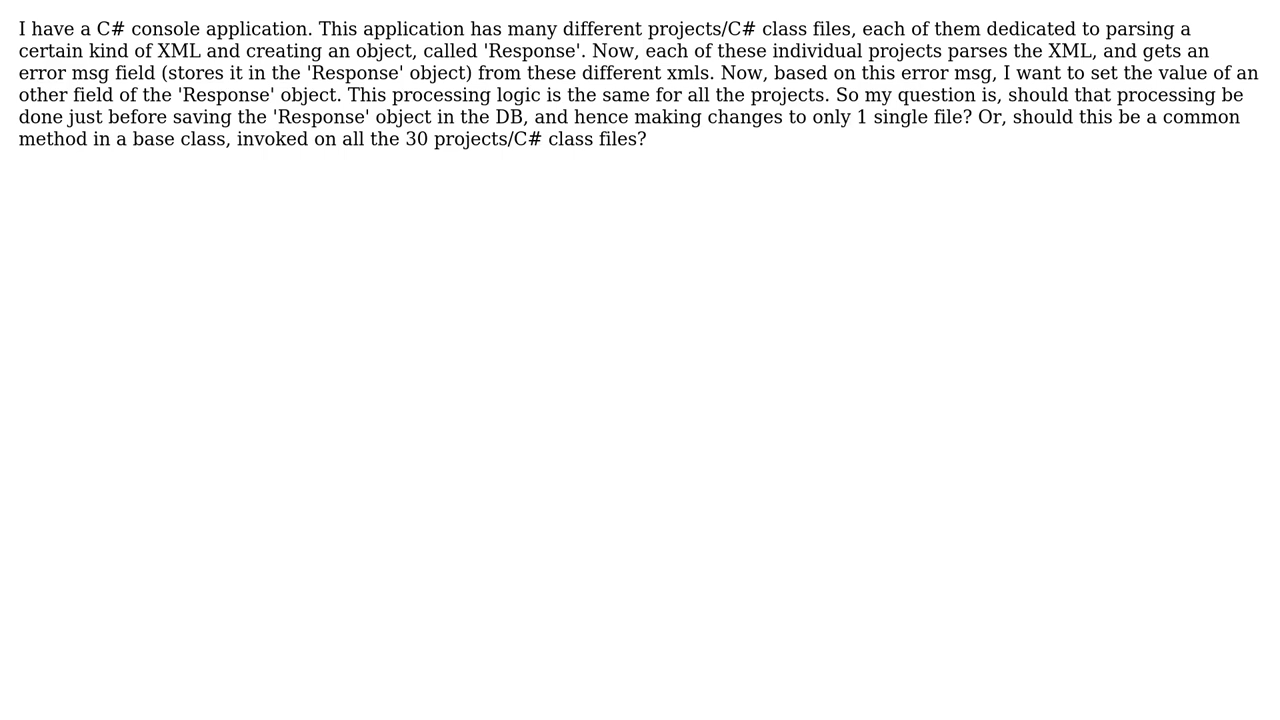 I have a C# console application. This application has many different projects/C# class files, each of them dedicated to parsing a
certain kind of XML and creating an object, called 'Response'. Now, each of these individual projects parses the XML, and gets an
error msg field (stores it in the 'Response' object) from these different xmls. Now, based on this error msg, I want to set the value of an
other field of the 'Response' object. This processing logic is the same for all the projects. So my question is, should that processing be
done just before saving the 'Response' object in the DB, and hence making changes to only 1 single file? Or, should this be a common
method in a base class, invoked on all the 30 projects/C# class files?